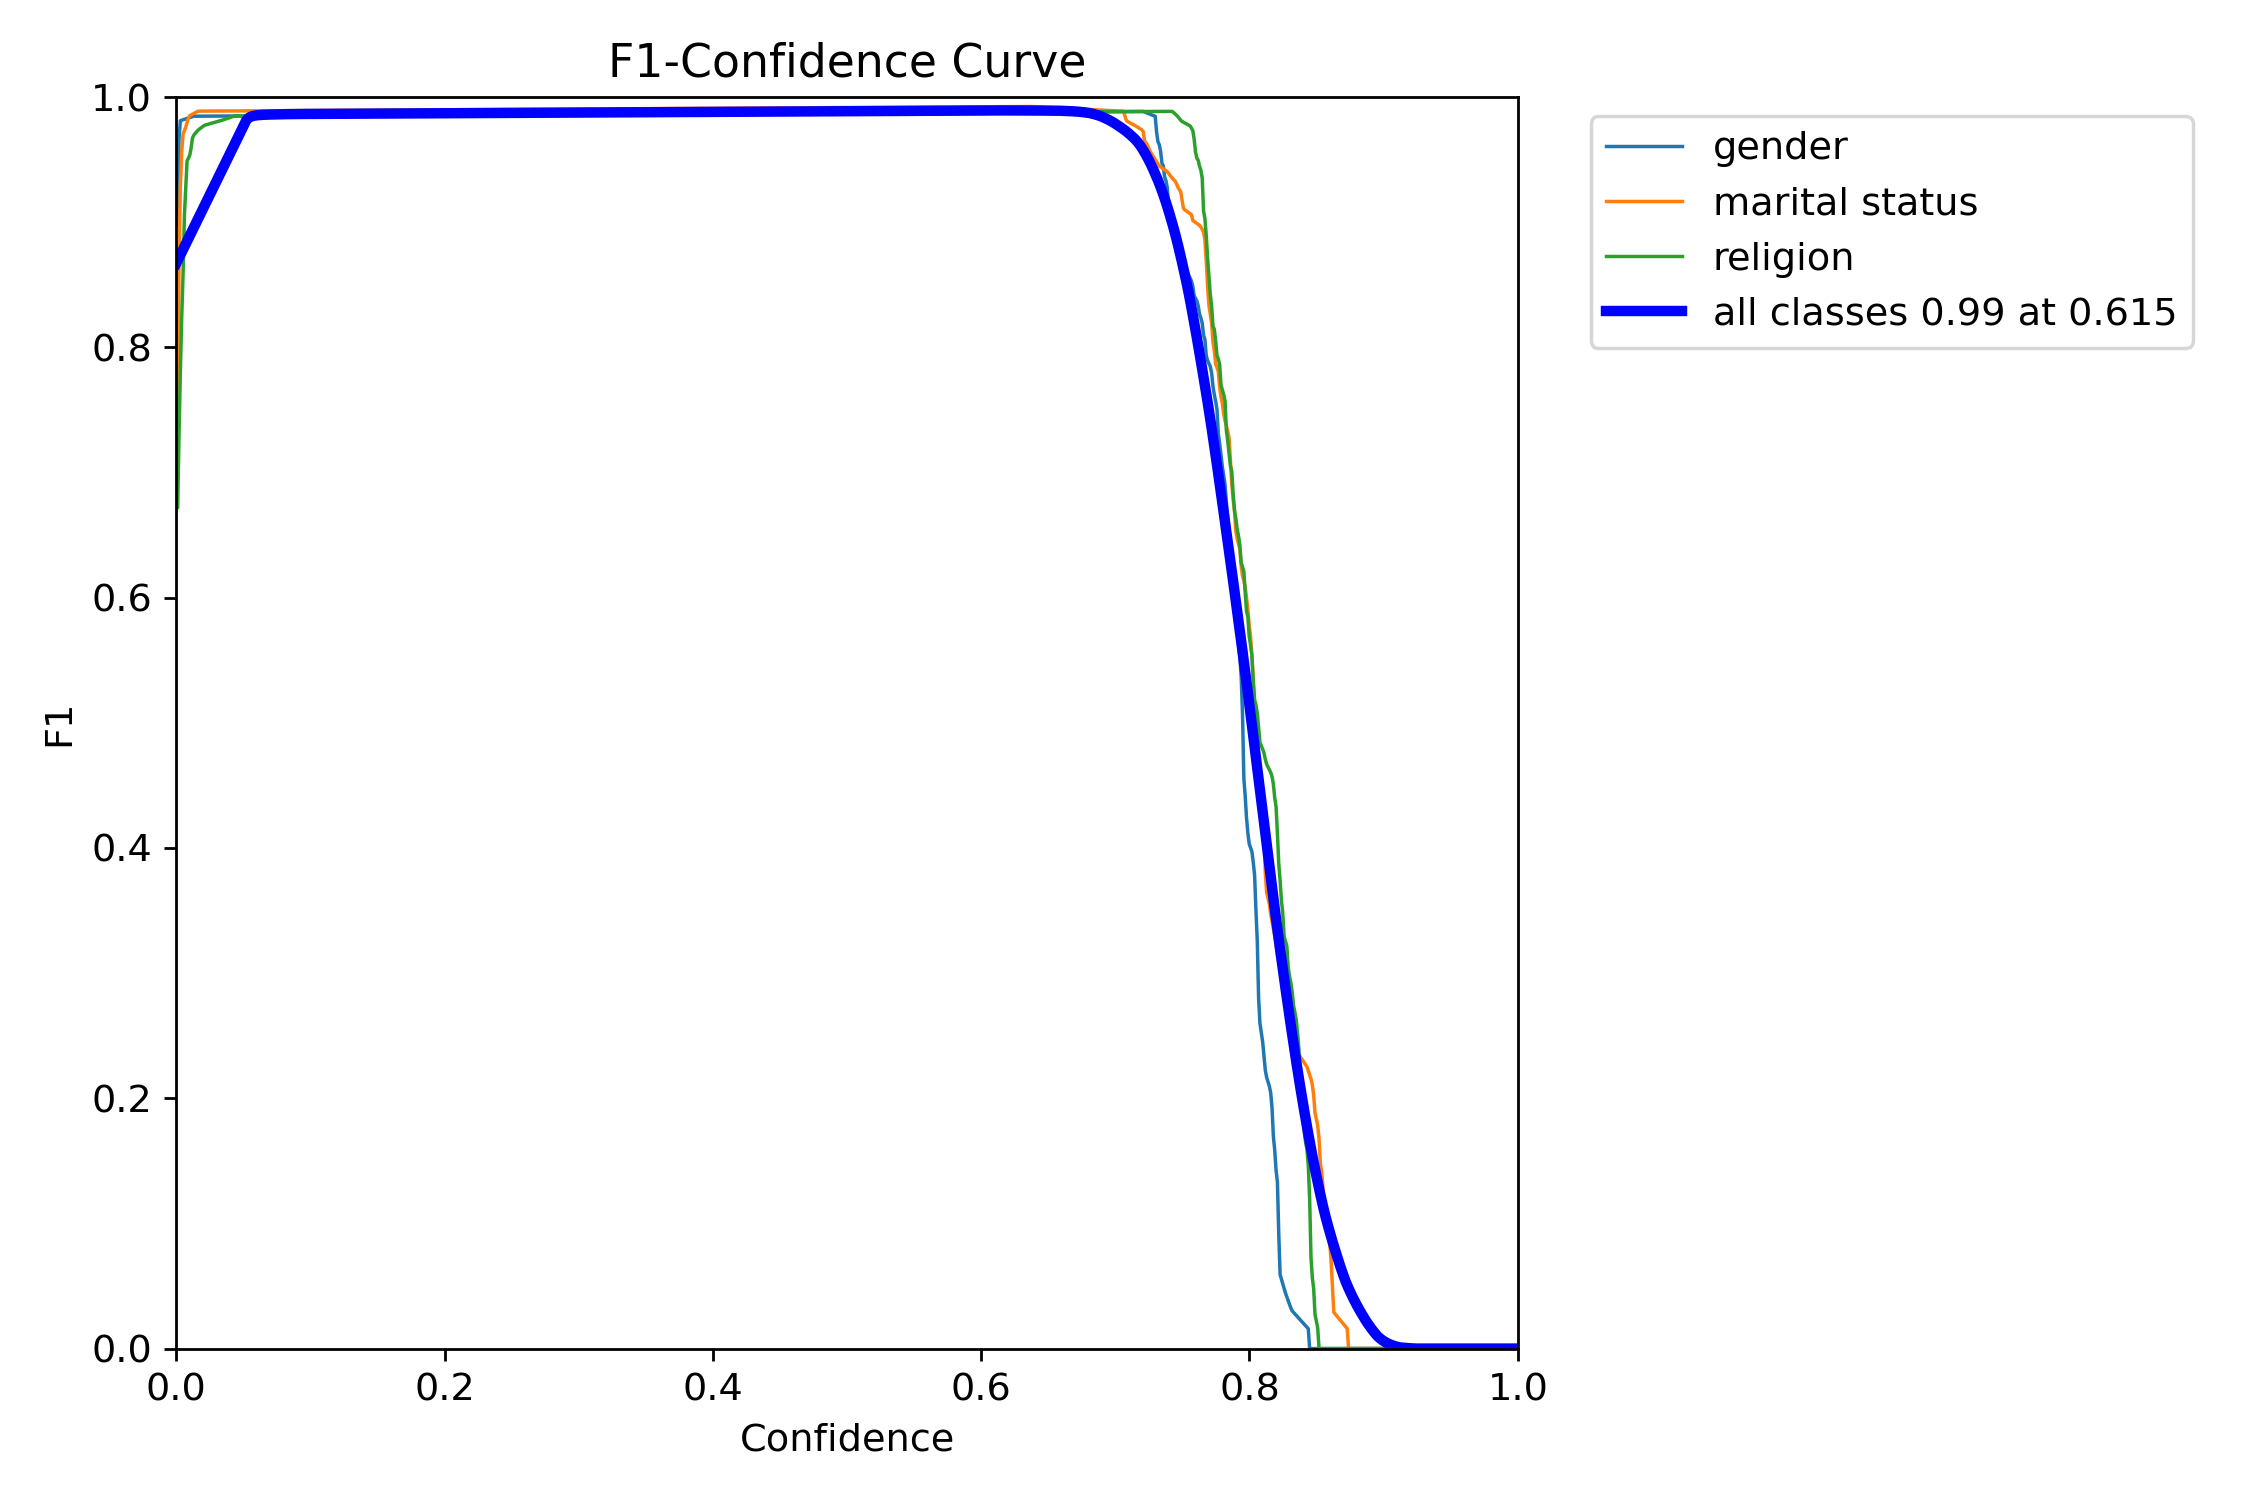 F1-Confidence Curve
1.0
0.8
0.6
0.4
0.2
0.0
F1
0.0 0.2 0.4 0.6 0.8 1.0
Confidence
gender
marital status
religion
all classes 0.99 at 0.615